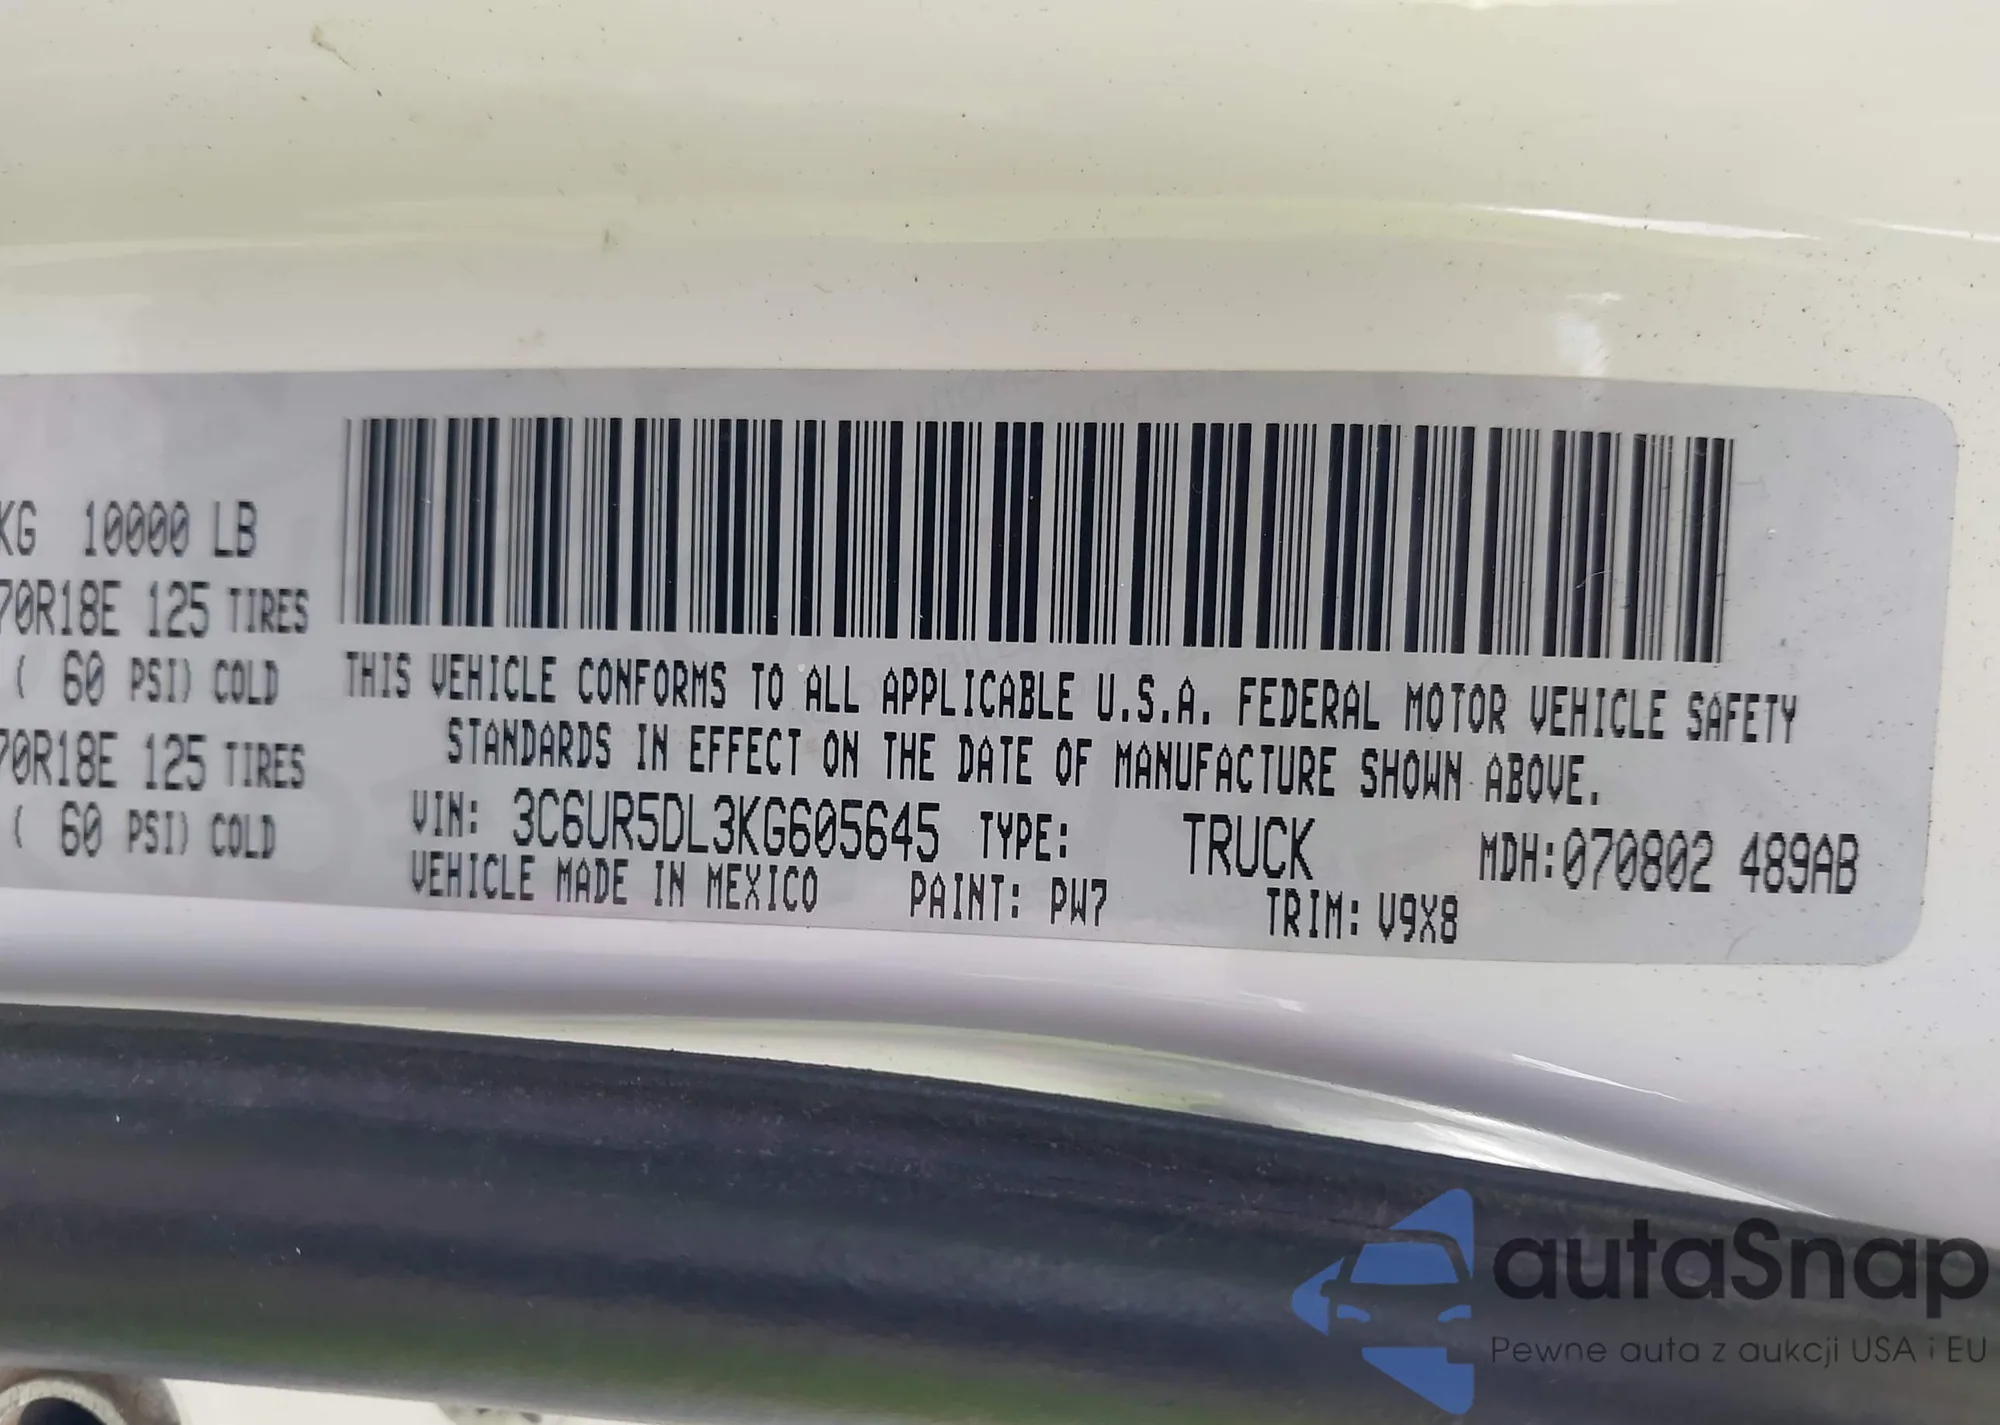 KG 10000 LB
70R18E 125 TIRES
( 60 PSI) COLD
70R18E 125 TIRES
( 60 PSI) COLD
THIS VEHICLE CONFORMS TO ALL APPLICABLE U.S.A. FEDERAL MOTOR VEHICLE SAFETY
STANDARDS IN EFFECT ON THE DATE OF MANUFACTURE SHOWN ABOVE.
VIN: 3C6UR5DL3KG605645 TYPE: TRUCK MDH:070802 489AB
VEHICLE MADE IN MEXICO PAINT: PW7 TRIM: V9X8
autaSnap
Pewne auta z aukcji USA i EU